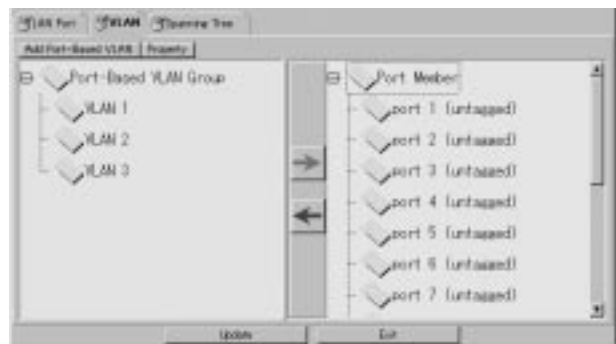 LAN Port VLAN Spanning Tree
Add Port-Based VLAN Property
Port-Based VLAN Group
VLAN 1
VLAN 2
VLAN 3
Port Member
port 1 (untagged)
port 2 (untagged)
port 3 (untagged)
port 4 (untagged)
port 5 (untagged)
port 6 (untagged)
port 7 (untagged)
Update Exit